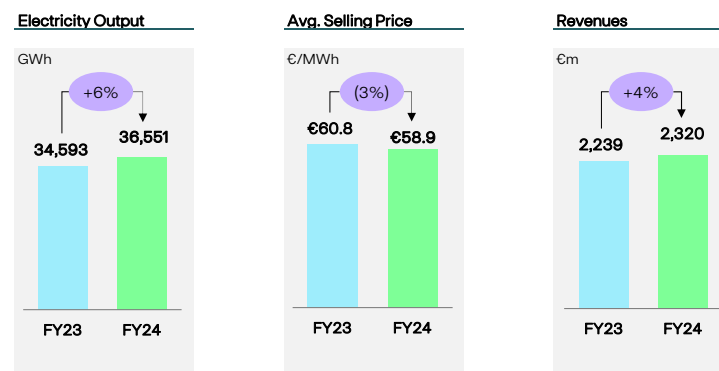 Electricity Output
GWh
+6%
34,593
36,551
FY23
FY24
Avg. Selling Price
€/MWh
(3%)
€60.8
€58.9
FY23
FY24
Revenues
€m
+4%
2,239
2,320
FY23
FY24